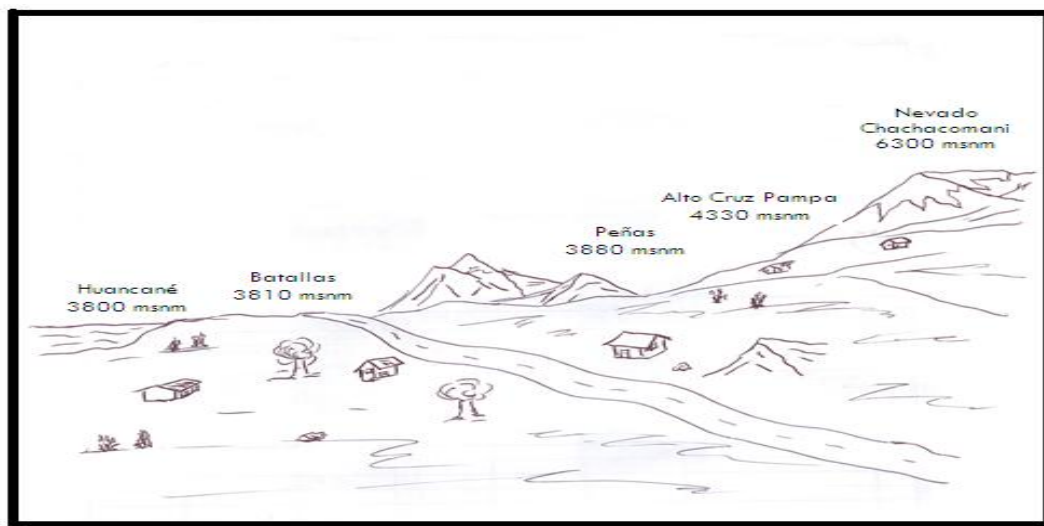 Nevado
Chachacomani
6300 msnm
Alto Cruz Pampa
4330 msnm
Peñas
3880 msnm
Batallas
3810 msnm
Huancané
3800 msnm